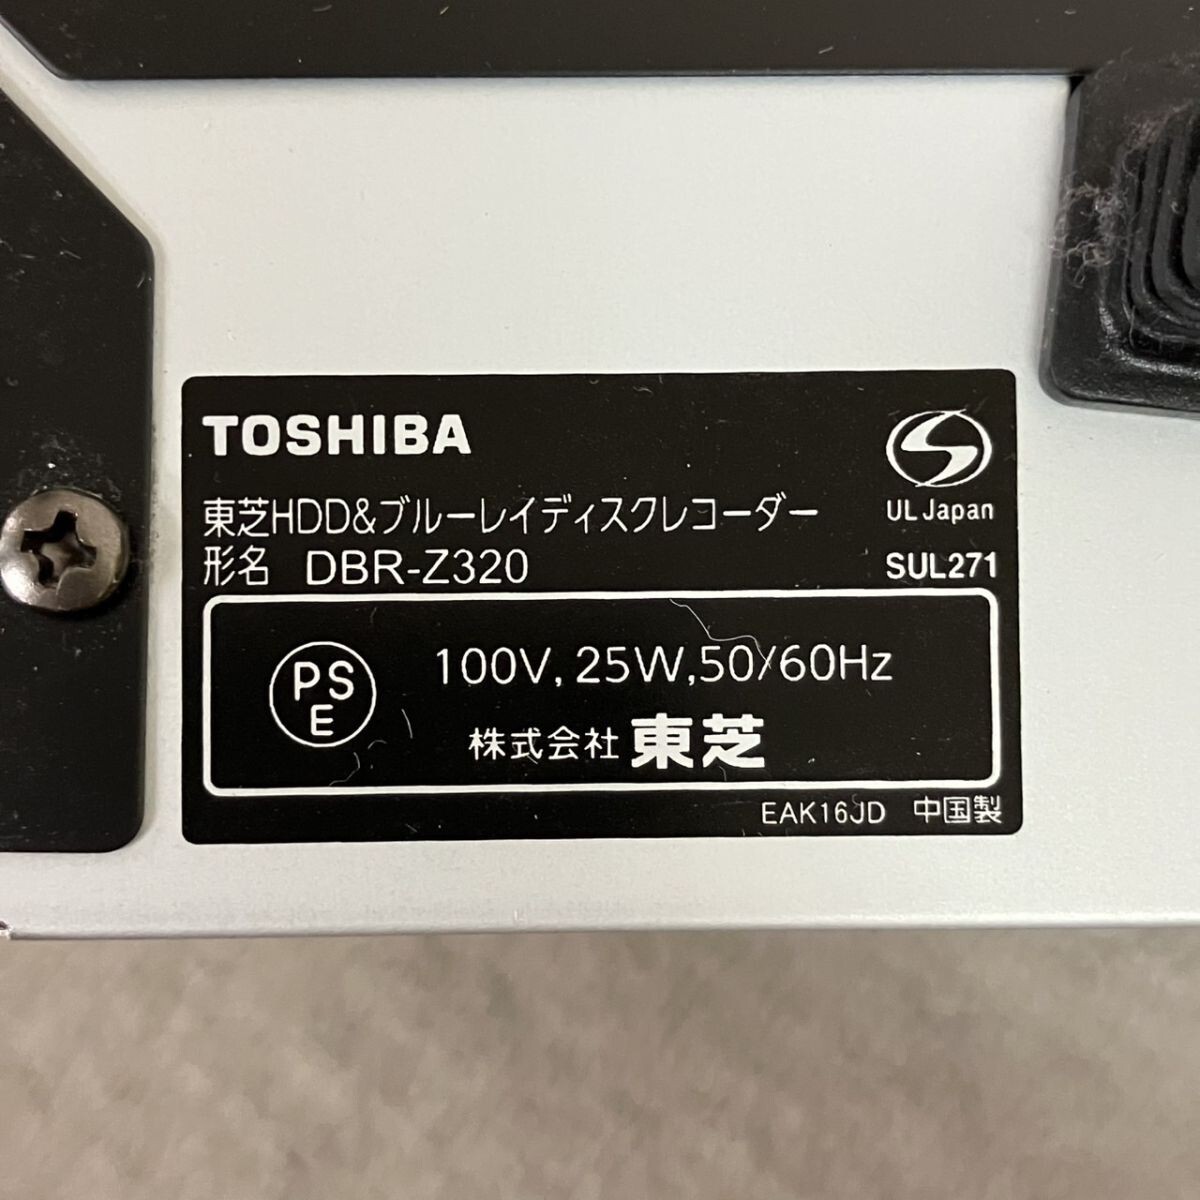 TOSHIBA
UL Japan
東芝HDD&ブルーレイディスクレコーダー
形名 DBR-Z320
SUL271
PS
E
100V, 25W,50/60Hz
株式会社 東芝
EAK16JD 中国製